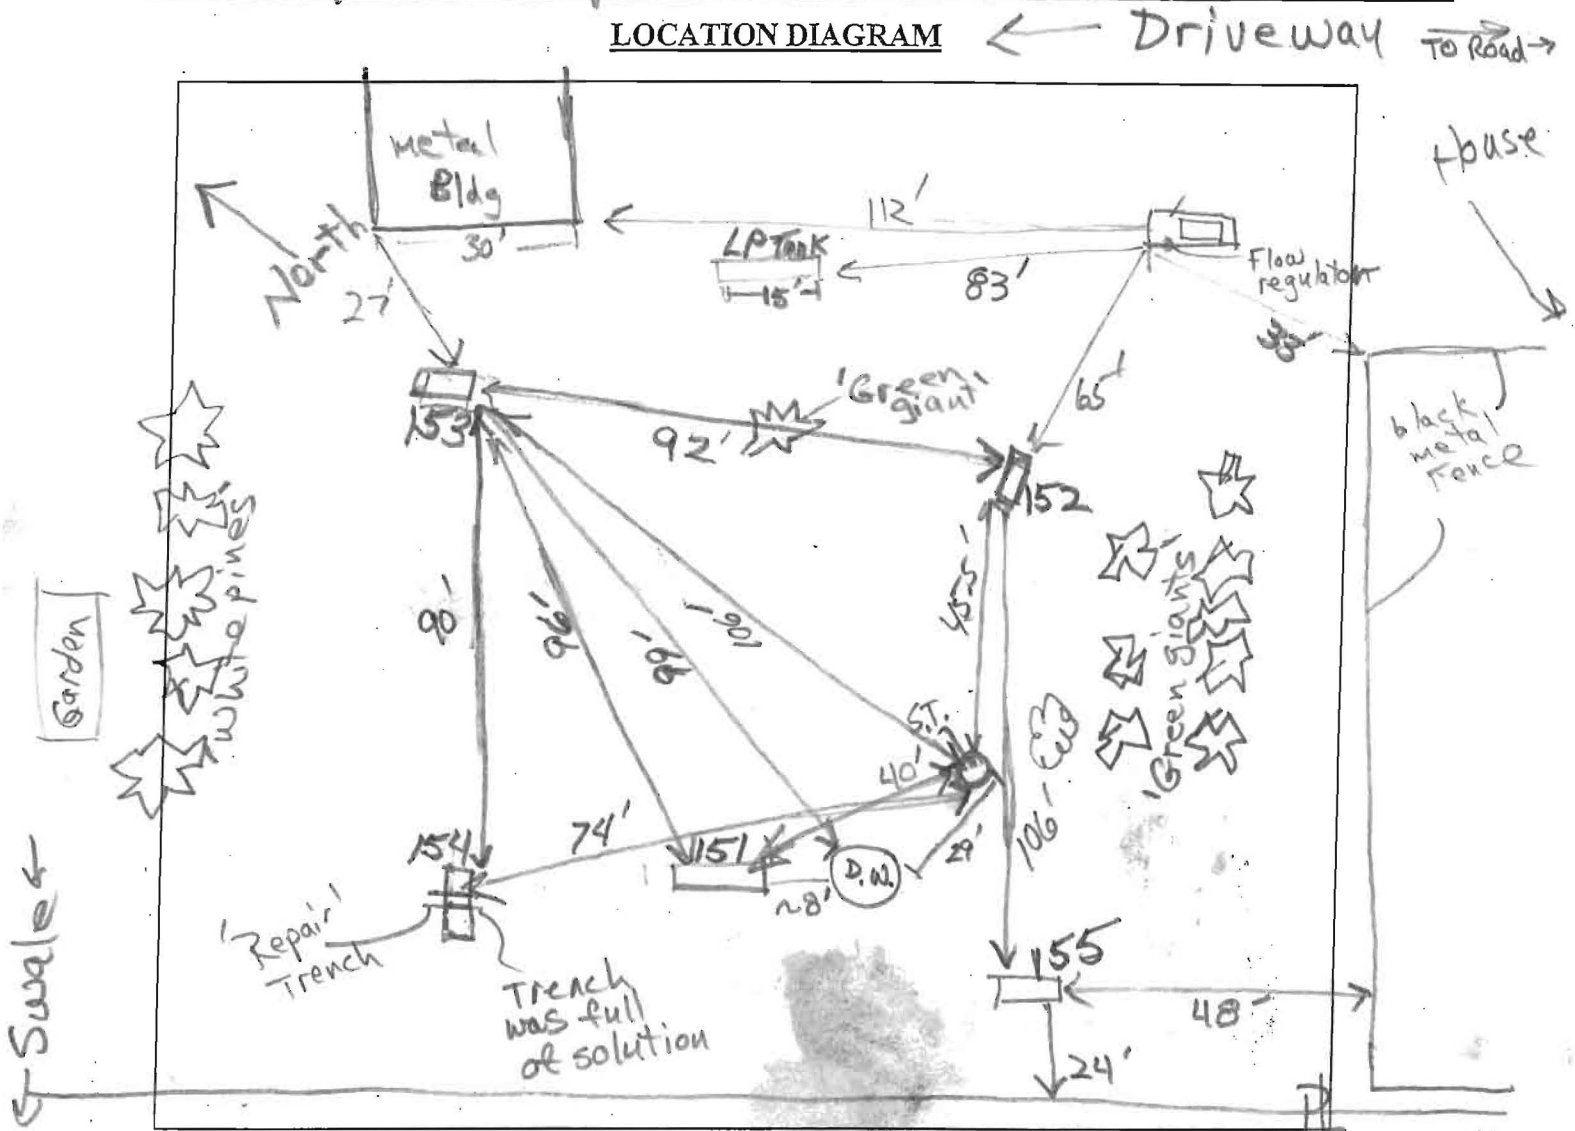 LOCATION DIAGRAM
← Driveway
TO Road →
House
metal
Bldg
30'
112'
LP Tank
15'
83'
Flow
regulator
North
27'
65'
'Green
giant'
153
92'
152
black
metal
Fence
White pines
Garden
90'
96'
99'
106'
45.5'
'Green giants'
S.T.
40'
74'
29'
106'
154
151
D.W.
~8'
'Repair'
Trench
Trench
was full
of solution
155
48'
24'
← Swale ←